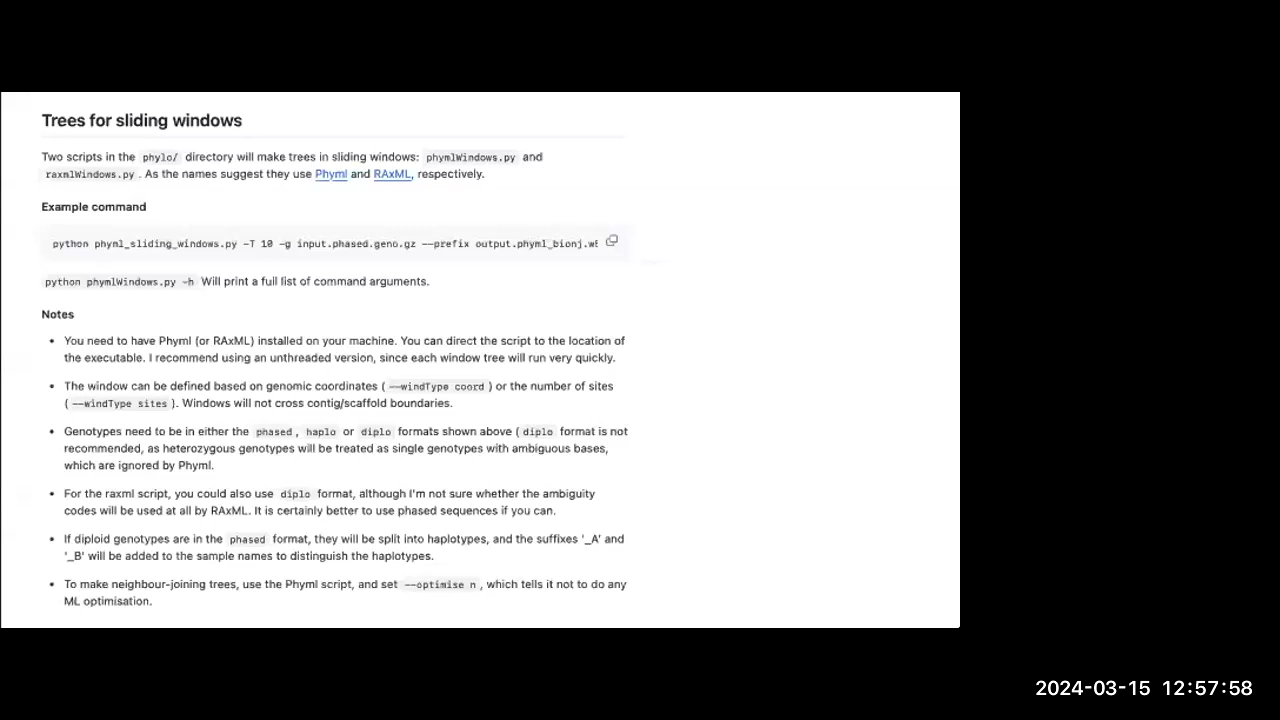 Trees for sliding windows
Two scripts in the phylo/ directory will make trees in sliding windows: phymlWindows.py and
raxmlWindows.py . As the names suggest they use Phyml and RAxML, respectively.
Example command
python phyml_sliding_windows.py -T 10 -g input.phased.geno.gz --prefix output.phyml_bionj.w
python phymlWindows.py -h Will print a full list of command arguments.
Notes
• You need to have Phyml (or RAxML) installed on your machine. You can direct the script to the location of
the executable. I recommend using an unthreaded version, since each window tree will run very quickly.
• The window can be defined based on genomic coordinates ( --windType coord ) or the number of sites
( --windType sites ). Windows will not cross contig/scaffold boundaries.
• Genotypes need to be in either the phased , haplo or diplo formats shown above ( diplo format is not
recommended, as heterozygous genotypes will be treated as single genotypes with ambiguous bases,
which are ignored by Phyml.
• For the raxml script, you could also use diplo format, although I'm not sure whether the ambiguity
codes will be used at all by RAxML. It is certainly better to use phased sequences if you can.
• If diploid genotypes are in the phased format, they will be split into haplotypes, and the suffixes '_A' and
'_B' will be added to the sample names to distinguish the haplotypes.
• To make neighbour-joining trees, use the Phyml script, and set --optimise n , which tells it not to do any
ML optimisation.
2024-03-15 12:57:58